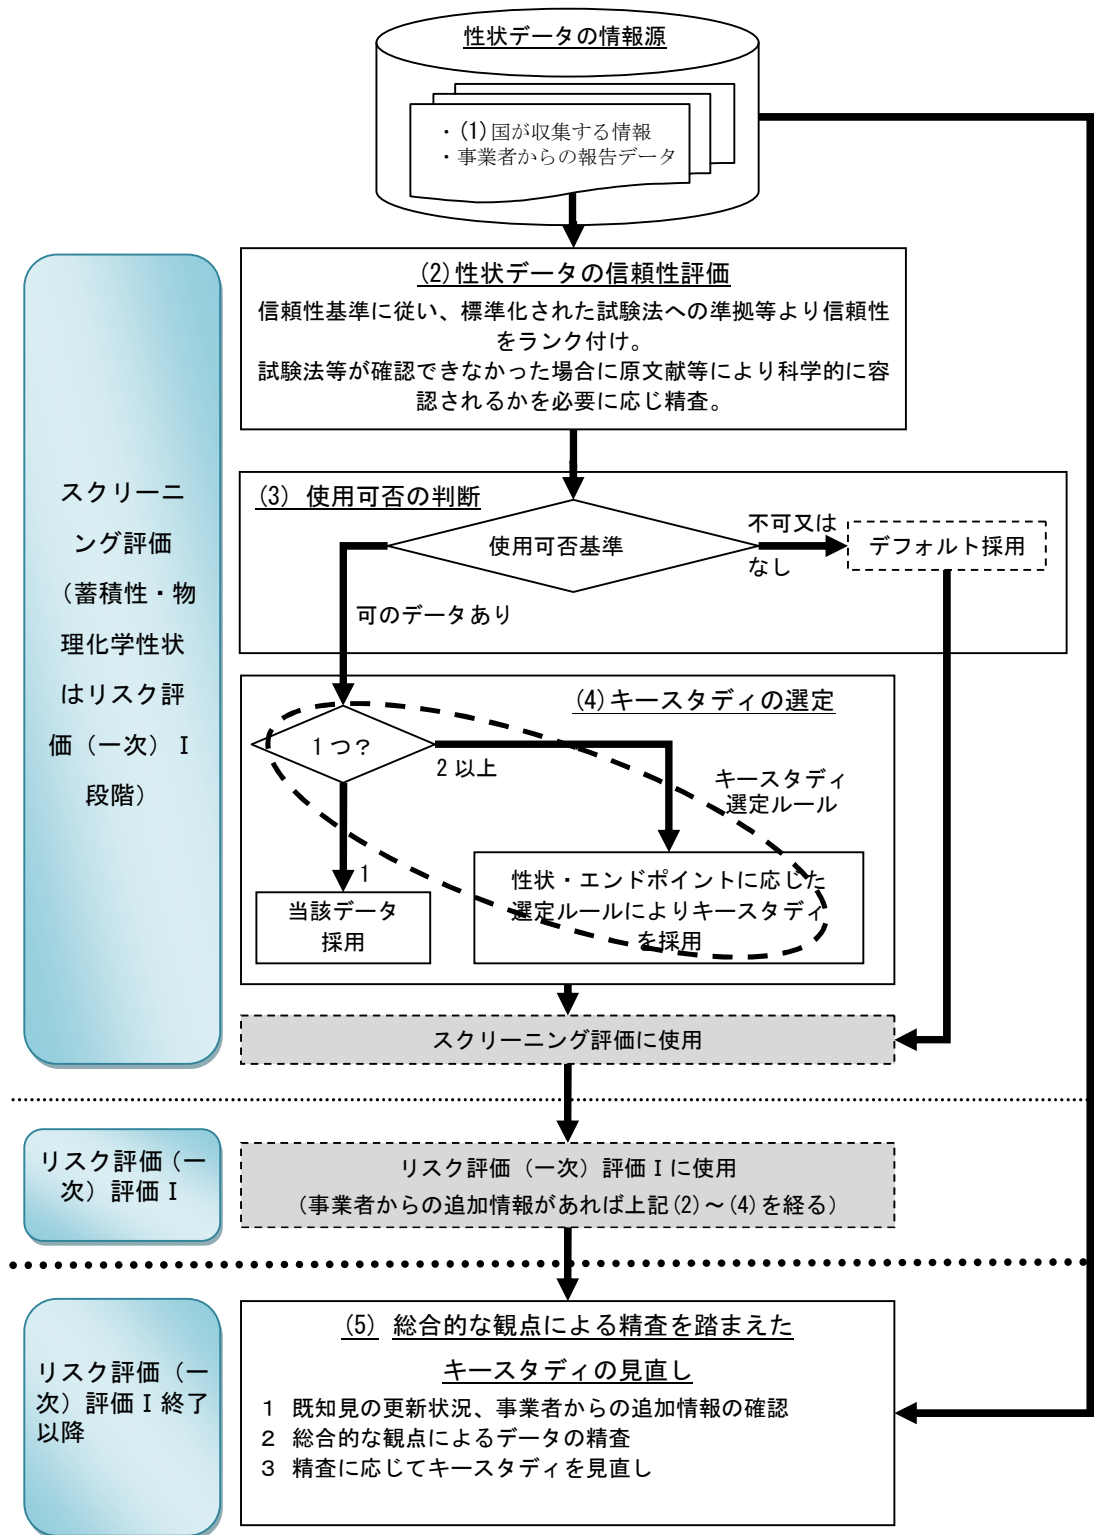 性状データの情報源
・(1)国が収集する情報
・事業者からの報告データ
(2)性状データの信頼性評価
信頼性基準に従い、標準化された試験法への準拠等より信頼性
をランク付け。
試験法等が確認できなかった場合に原文献等により科学的に容
認されるかを必要に応じ精査。
スクリーニ
ング評価
（蓄積性・物
理化学性状
はリスク評
価（一次）Ⅰ
段階）
(3) 使用可否の判断
使用可否基準
不可又は
なし
デフォルト採用
可のデータあり
(4)キースタディの選定
1つ？
2以上
キースタディ
選定ルール
1
当該データ
採用
性状・エンドポイントに応じた
選定ルールによりキースタディ
を採用
スクリーニング評価に使用
リスク評価（一
次）評価Ⅰ
リスク評価（一次）評価Ⅰに使用
（事業者からの追加情報があれば上記(2)～(4)を経る）
リスク評価（一
次）評価Ⅰ終了
以降
(5) 総合的な観点による精査を踏まえた
キースタディの見直し
1 既知見の更新状況、事業者からの追加情報の確認
2 総合的な観点によるデータの精査
3 精査に応じてキースタディを見直し